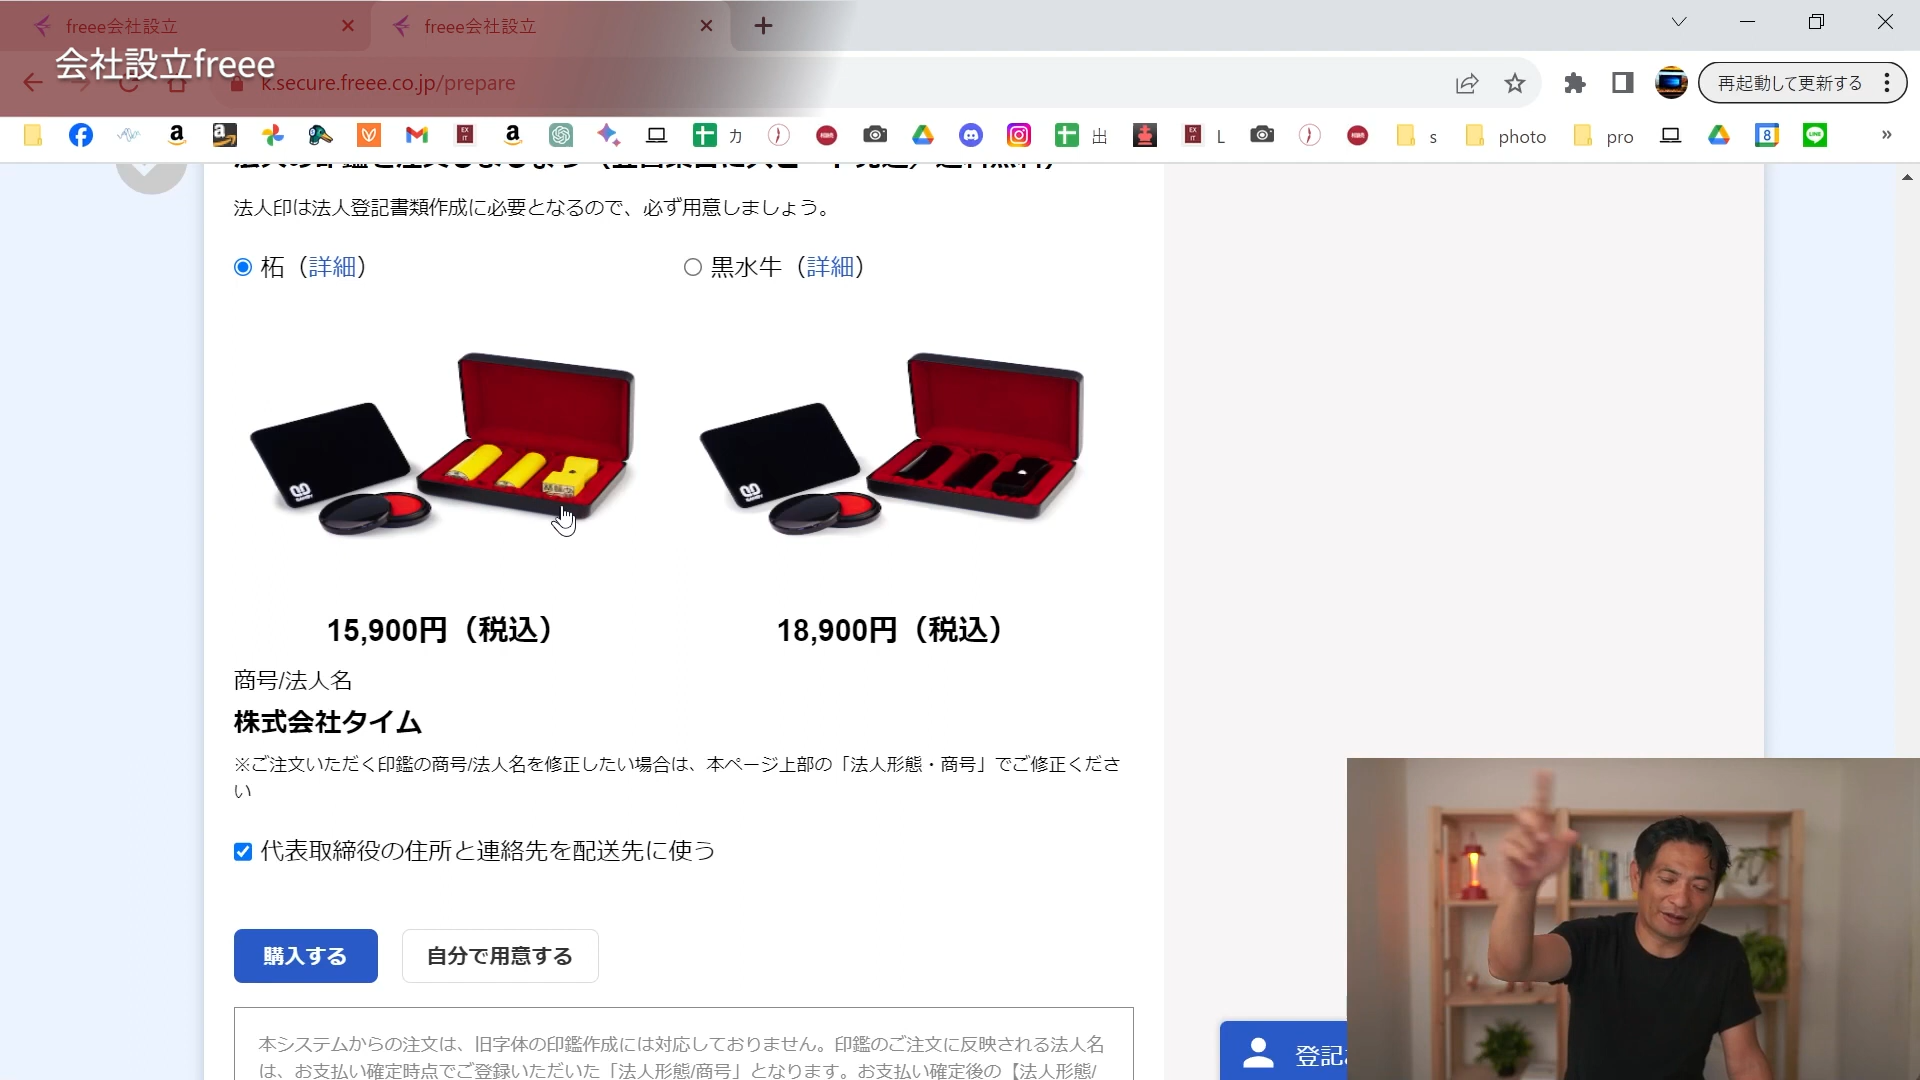 freee会社設立
freee会社設立
会社設立freee
k.secure.freee.co.jp/prepare
再起動して更新する
カ
出
L
s
photo
pro
»
法人印は法人登記書類作成に必要となるので、必ず用意しましょう。
柘（詳細）
黒水牛（詳細）
15,900円（税込）
18,900円（税込）
商号/法人名
株式会社タイム
※ご注文いただく印鑑の商号/法人名を修正したい場合は、本ページ上部の「法人形態・商号」でご修正くださ
い
代表取締役の住所と連絡先を配送先に使う
購入する
自分で用意する
本システムからの注文は、旧字体の印鑑作成には対応しておりません。印鑑のご注文に反映される法人名
は、お支払い確定時点でご登録いただいた「法人形態/商号」となります。お支払い確定後の【法人形態/
登記